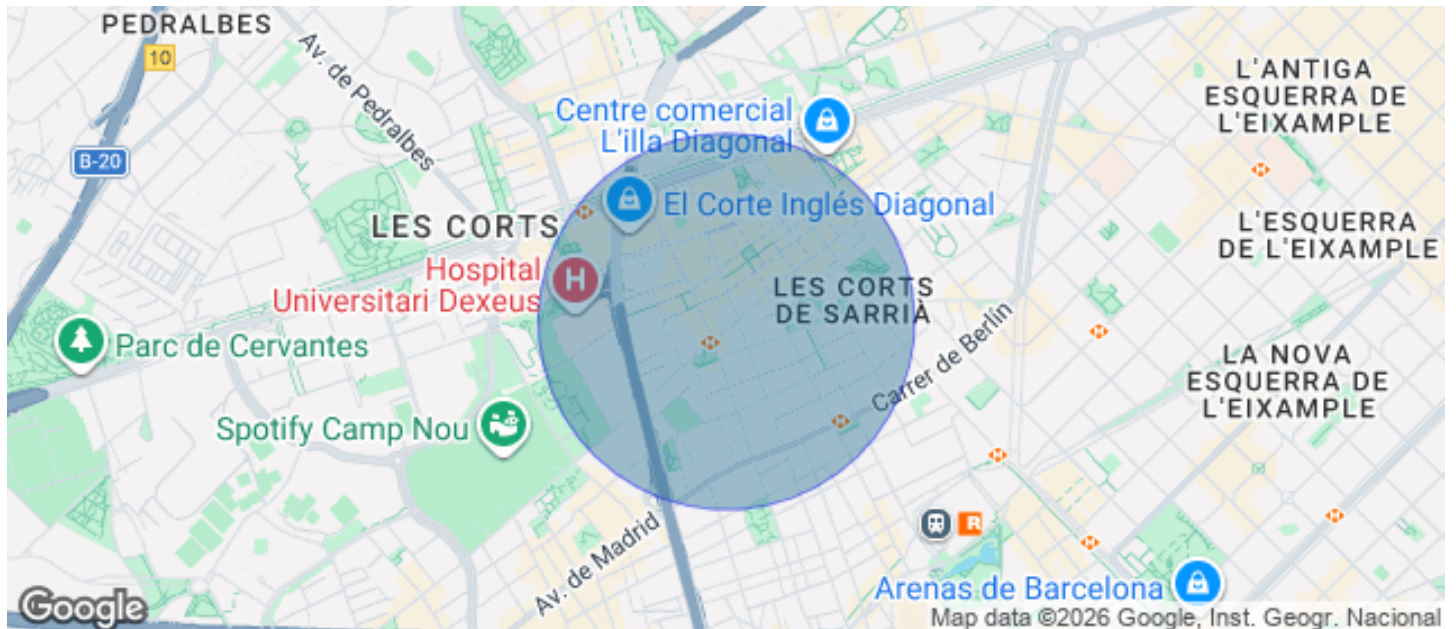 PEDRALBES
10
Av. de Pedralbes
B-20
Centre comercial
L'illa Diagonal
L'ANTIGA
ESQUERRA DE
L'EIXAMPLE
El Corte Inglés Diagonal
LES CORTS
L'ESQUERRA
DE L'EIXAMPLE
Hospital
Universitari Dexeus
H
LES CORTS
DE SARRIÀ
Parc de Cervantes
Carrer de Berlín
LA NOVA
ESQUERRA DE
L'EIXAMPLE
Spotify Camp Nou
Av. de Madrid
R
Arenas de Barcelona
Google
Map data ©2026 Google, Inst. Geogr. Nacional